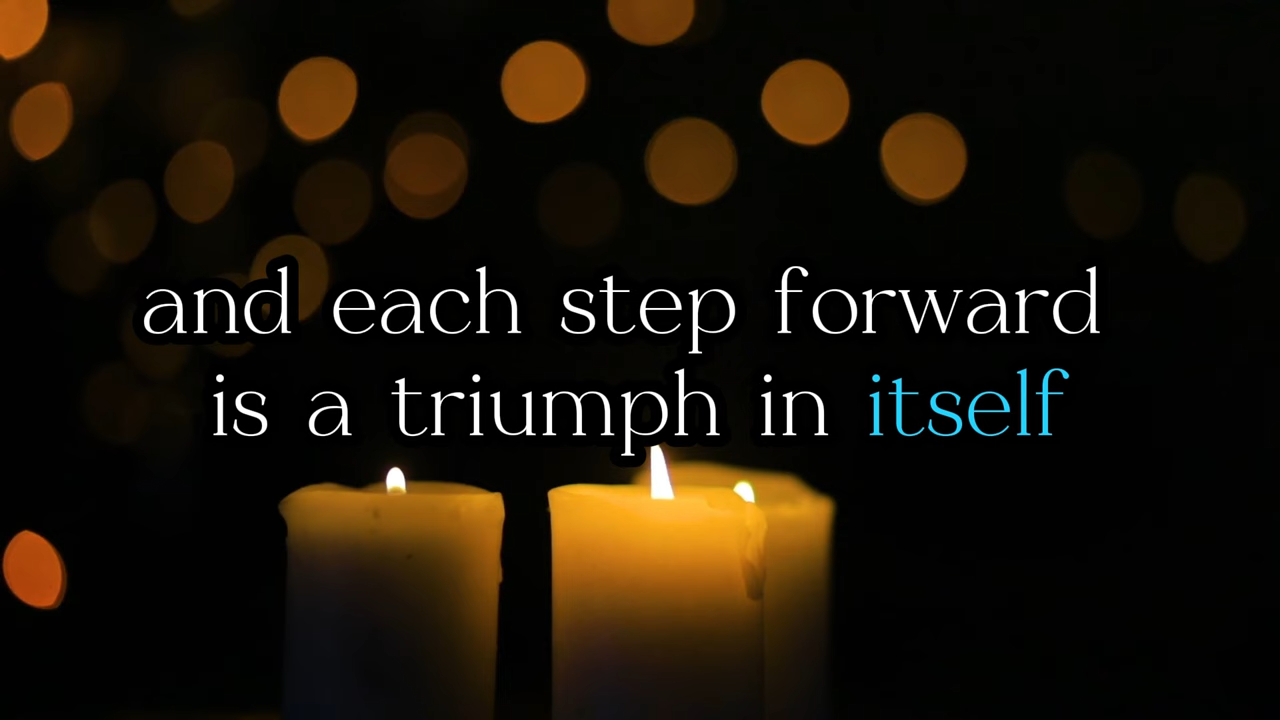 and each step forward
is a triumph in itself